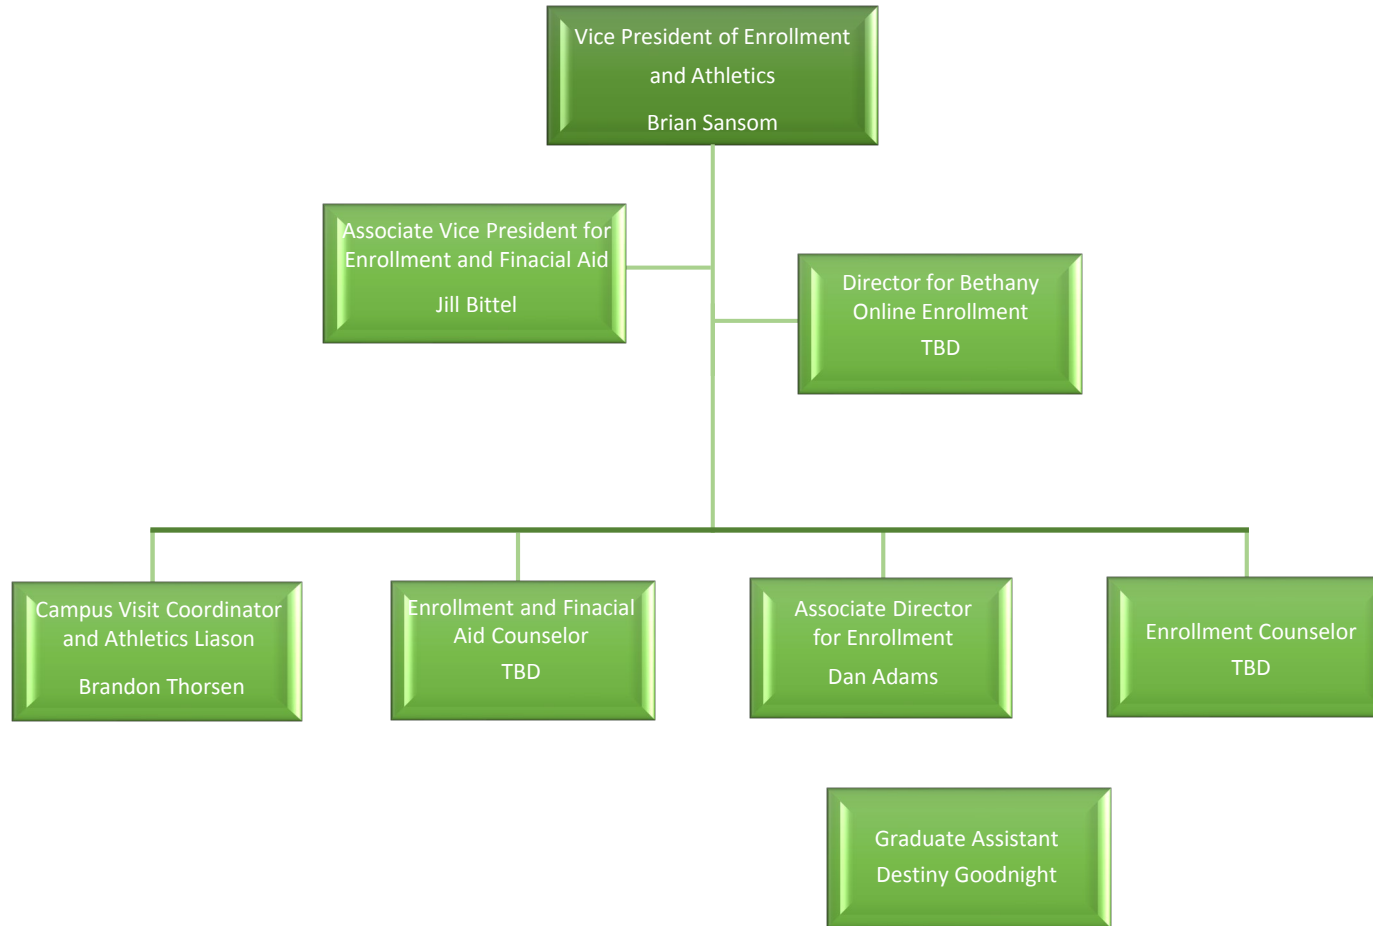 Vice President of Enrollment
and Athletics
Brian Sansom
Associate Vice President for
Enrollment and Finacial Aid
Jill Bittel
Director for Bethany
Online Enrollment
TBD
Campus Visit Coordinator
and Athletics Liason
Brandon Thorsen
Enrollment and Finacial
Aid Counselor
TBD
Associate Director
for Enrollment
Dan Adams
Enrollment Counselor
TBD
Graduate Assistant
Destiny Goodnight